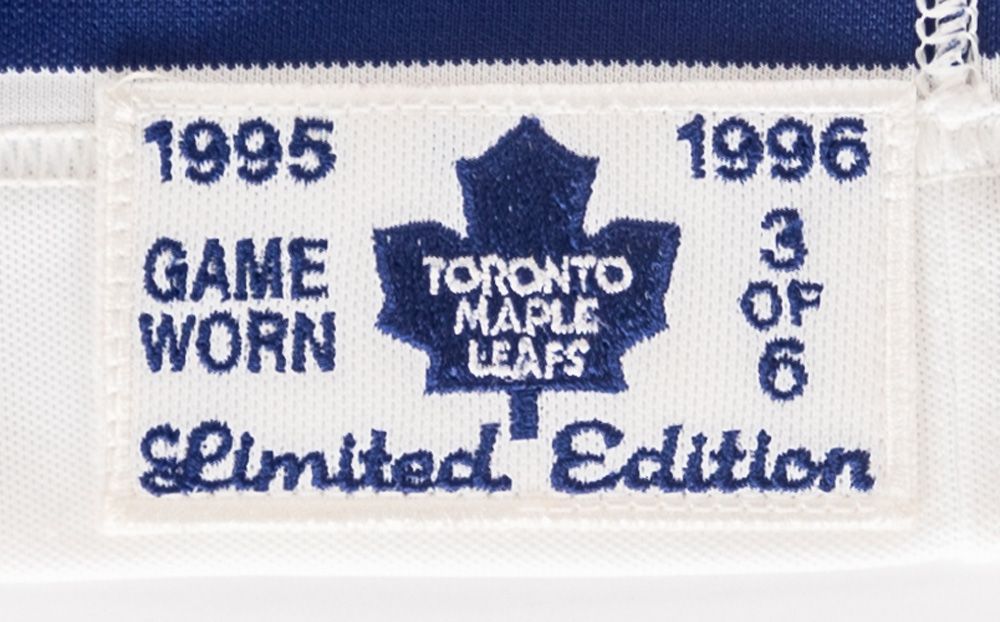 1995
1996
GAME
WORN
TORONTO
MAPLE
LEAFS
3
OF
6
Limited Edition